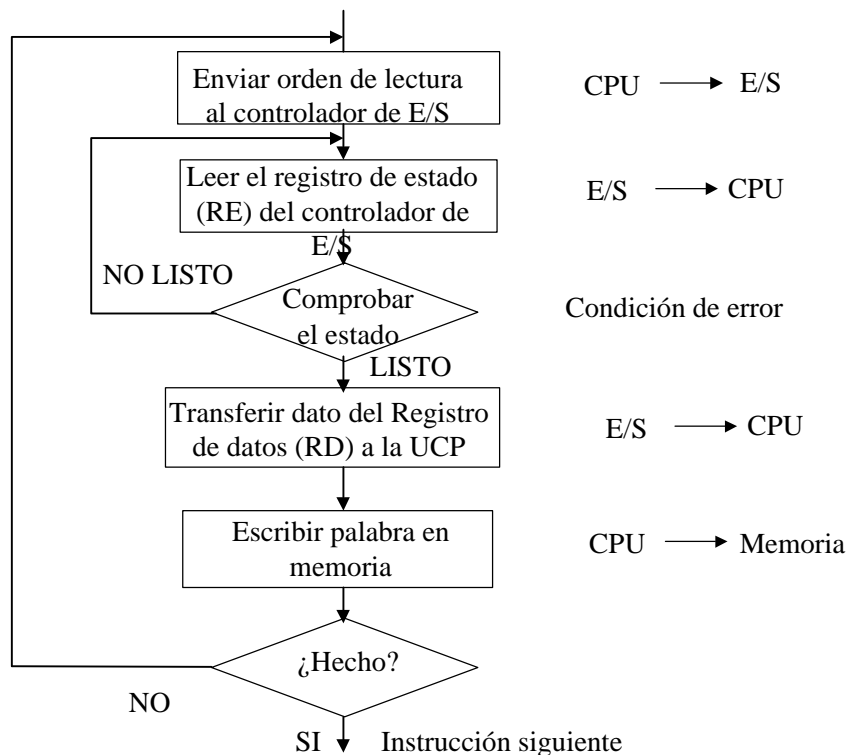 Enviar orden de lectura
al controlador de E/S
CPU
E/S
Leer el registro de estado
(RE) del controlador de
E/S
E/S
CPU
NO LISTO
Comprobar
el estado
Condición de error
LISTO
Transferir dato del Registro
de datos (RD) a la UCP
E/S
CPU
Escribir palabra en
memoria
CPU
Memoria
¿Hecho?
NO
SI
Instrucción siguiente